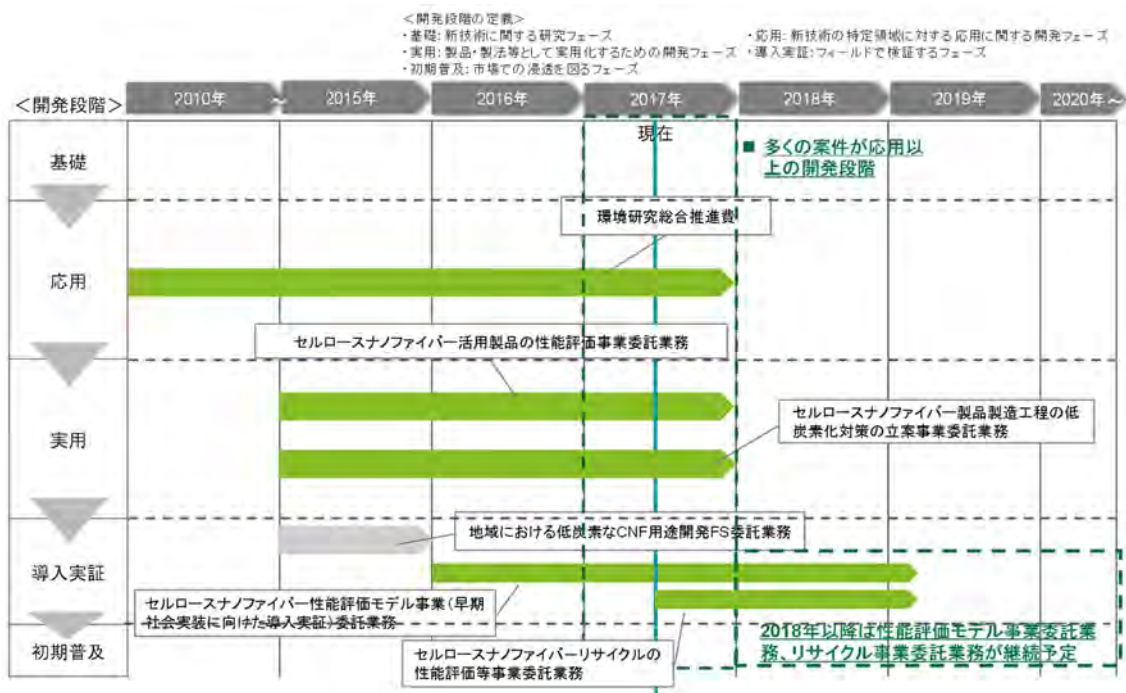 <開発段階の定義>
・基礎: 新技術に関する研究フェーズ
・応用: 新技術の特定領域に対する応用に関する開発フェーズ
・実用: 製品・製法等として実用化するための開発フェーズ
・導入実証:フィールドで検証するフェーズ
・初期普及: 市場での浸透を図るフェーズ
<開発段階>
2010年
～
2015年
2016年
2017年
2018年
2019年
2020年～
現在
基礎
■ 多くの案件が応用以
上の開発段階
環境研究総合推進費
応用
セルロースナノファイバー活用製品の性能評価事業委託業務
実用
セルロースナノファイバー製品製造工程の低
炭素化対策の立案事業委託業務
地域における低炭素なCNF用途開発FS委託業務
導入実証
セルロースナノファイバー性能評価モデル事業(早期
社会実装に向けた導入実証)委託業務
初期普及
セルロースナノファイバーリサイクルの
性能評価等事業委託業務
2018年以降は性能評価モデル事業委託業
務、リサイクル事業委託業務が継続予定